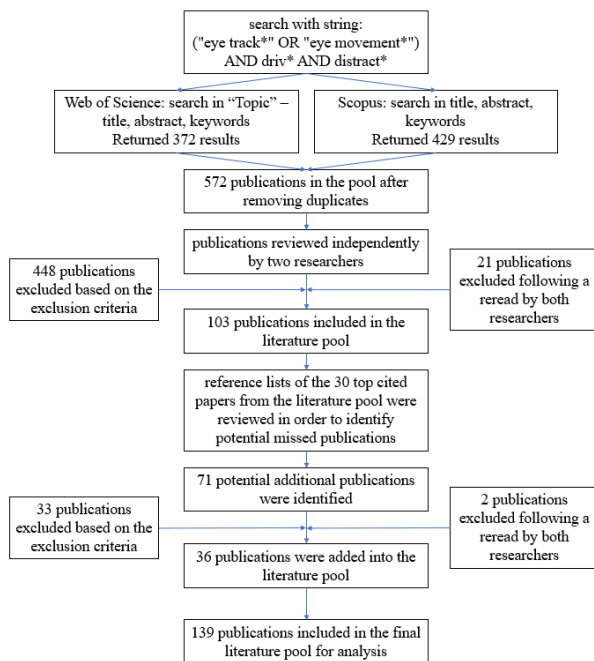 search with string:
("eye track*" OR "eye movement*")
AND driv* AND distract*
Web of Science: search in “Topic” –
title, abstract, keywords
Returned 372 results
Scopus: search in title, abstract,
keywords
Returned 429 results
572 publications in the pool after
removing duplicates
publications reviewed independently
by two researchers
448 publications
excluded based on the
exclusion criteria
21 publications
excluded following a
reread by both
researchers
103 publications included in the
literature pool
reference lists of the 30 top cited
papers from the literature pool were
reviewed in order to identify
potential missed publications
71 potential additional publications
were identified
33 publications
excluded based on the
exclusion criteria
2 publications
excluded following a
reread by both
researchers
36 publications were added into the
literature pool
139 publications included in the final
literature pool for analysis